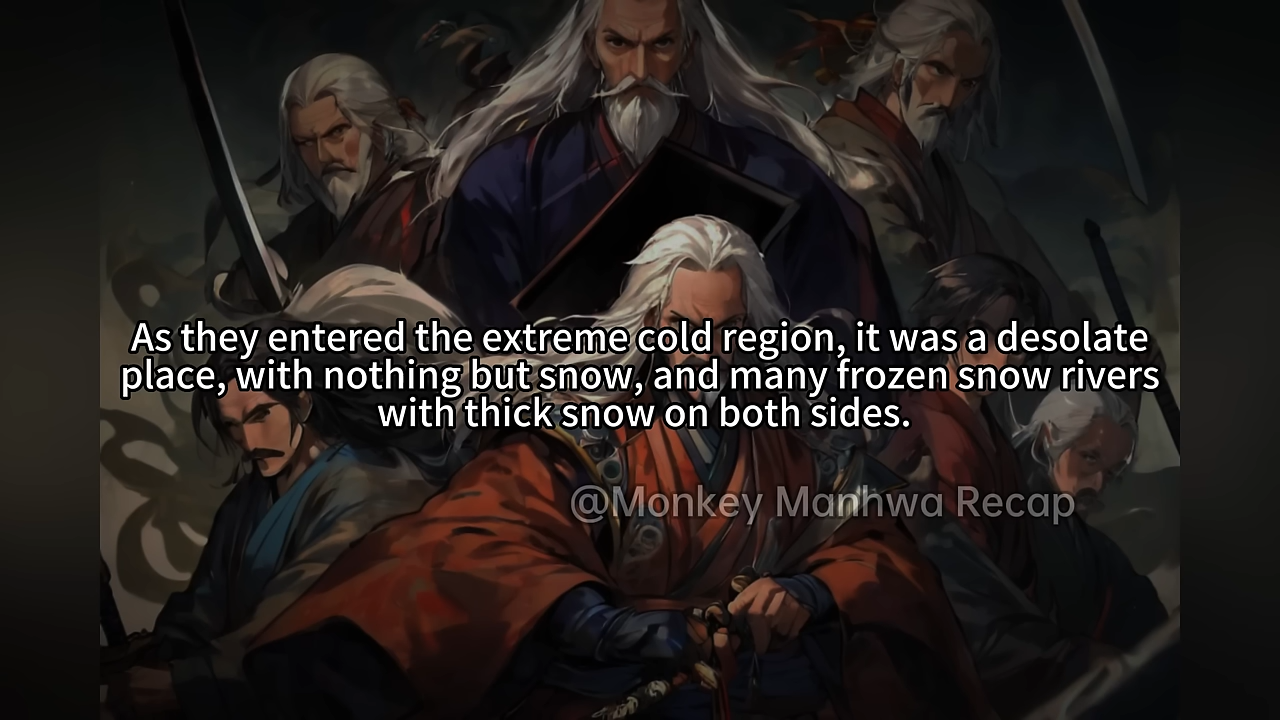 As they entered the extreme cold region, it was a desolate
place, with nothing but snow, and many frozen snow rivers
with thick snow on both sides.
@Monkey Manhwa Recap